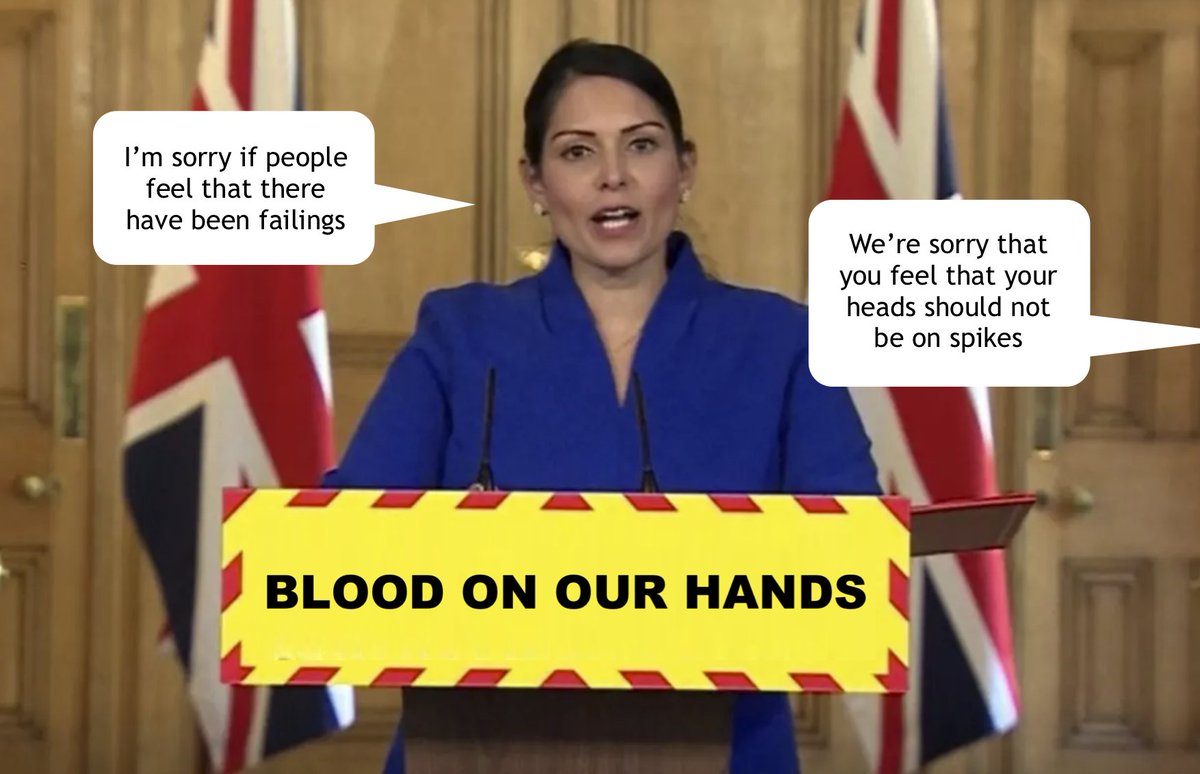 I'm sorry if people
feel that there
have been failings
We're sorry that
you feel that your
heads should not
be on spikes
BLOOD ON OUR HANDS